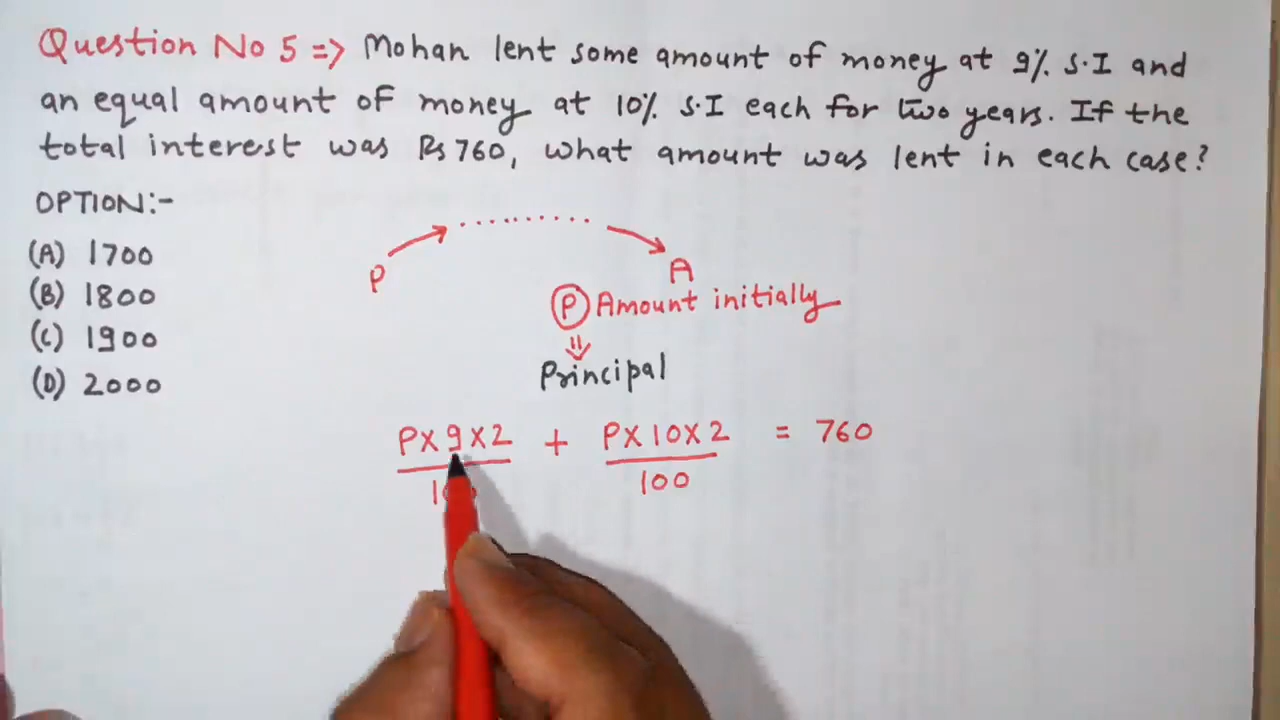 Question No 5 => Mohan lent some amount of money at 9% S.I and
an equal amount of money at 10% S.I each for two years. If the
total interest was Rs 760, what amount was lent in each case?
OPTION:-
(A) 1700
(B) 1800
(C) 1900
(D) 2000
P
A
P Amount initially
⇓
Principal
P×9×2 + P×10×2 = 760
100